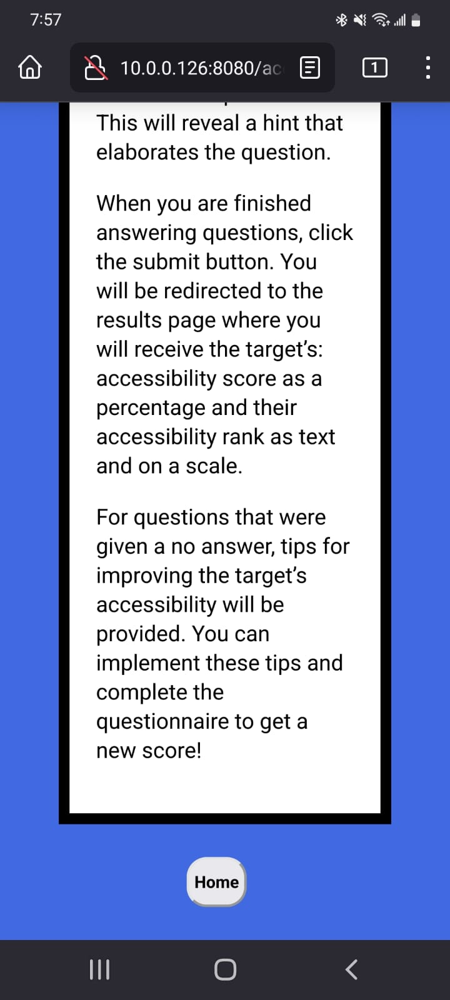 7:57
10.0.0.126:8080/ac
1
This will reveal a hint that
elaborates the question.
When you are finished
answering questions, click
the submit button. You
will be redirected to the
results page where you
will receive the target's:
accessibility score as a
percentage and their
accessibility rank as text
and on a scale.
For questions that were
given a no answer, tips for
improving the target's
accessibility will be
provided. You can
implement these tips and
complete the
questionnaire to get a
new score!
Home